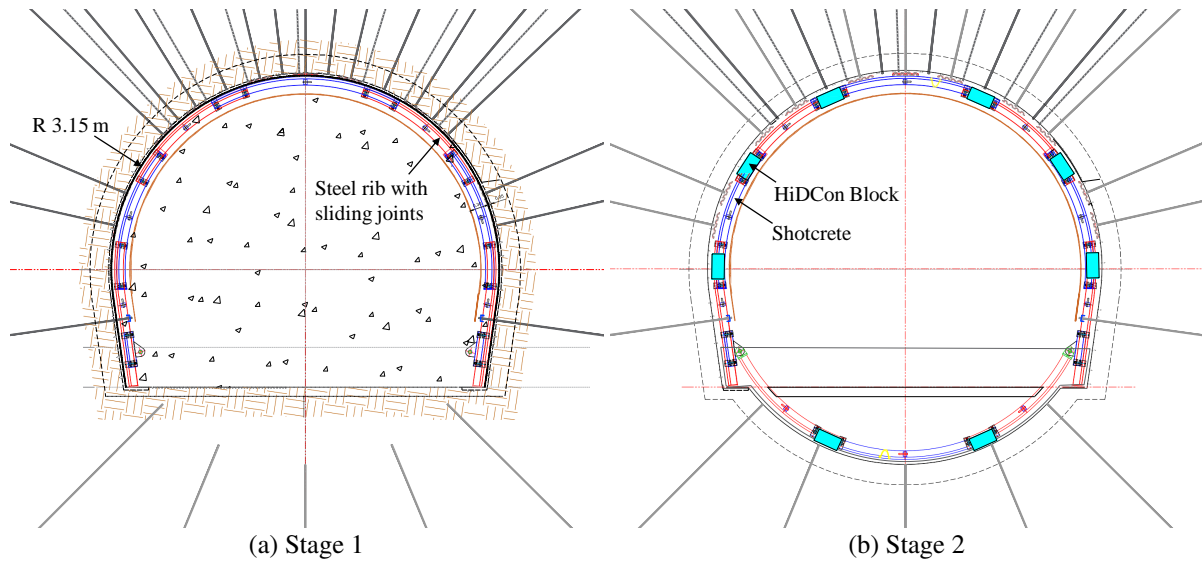 R 3.15 m
Steel rib with
sliding joints
HiDCon Block
Shotcrete
(a) Stage 1
(b) Stage 2